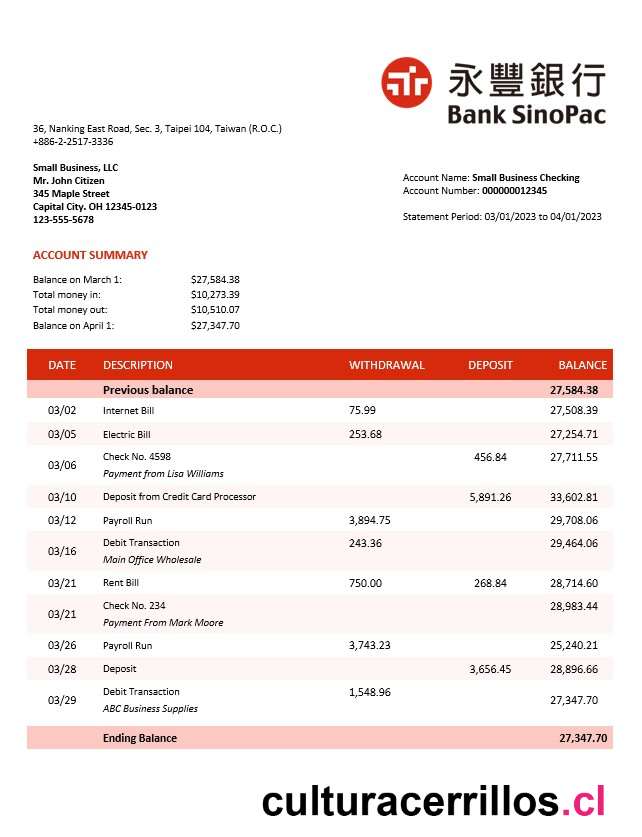 永豐銀行
Bank SinoPac
36, Nanking East Road, Sec. 3, Taipei 104, Taiwan (R.O.C.)
+886-2-2517-3336
Small Business, LLC
Mr. John Citizen
345 Maple Street
Capital City. OH 12345-0123
123-555-5678
Account Name: Small Business Checking
Account Number: 000000012345
Statement Period: 03/01/2023 to 04/01/2023
ACCOUNT SUMMARY
Balance on March 1: $27,584.38
Total money in: $10,273.39
Total money out: $10,510.07
Balance on April 1: $27,347.70
DATE DESCRIPTION WITHDRAWAL DEPOSIT BALANCE
Previous balance 27,584.38
03/02 Internet Bill 75.99 27,508.39
03/05 Electric Bill 253.68 27,254.71
03/06 Check No. 4598 456.84 27,711.55
Payment from Lisa Williams
03/10 Deposit from Credit Card Processor 5,891.26 33,602.81
03/12 Payroll Run 3,894.75 29,708.06
03/16 Debit Transaction 243.36 29,464.06
Main Office Wholesale
03/21 Rent Bill 750.00 268.84 28,714.60
03/21 Check No. 234 28,983.44
Payment From Mark Moore
03/26 Payroll Run 3,743.23 25,240.21
03/28 Deposit 3,656.45 28,896.66
03/29 Debit Transaction 1,548.96 27,347.70
ABC Business Supplies
Ending Balance 27,347.70
culturacerrillos.cl